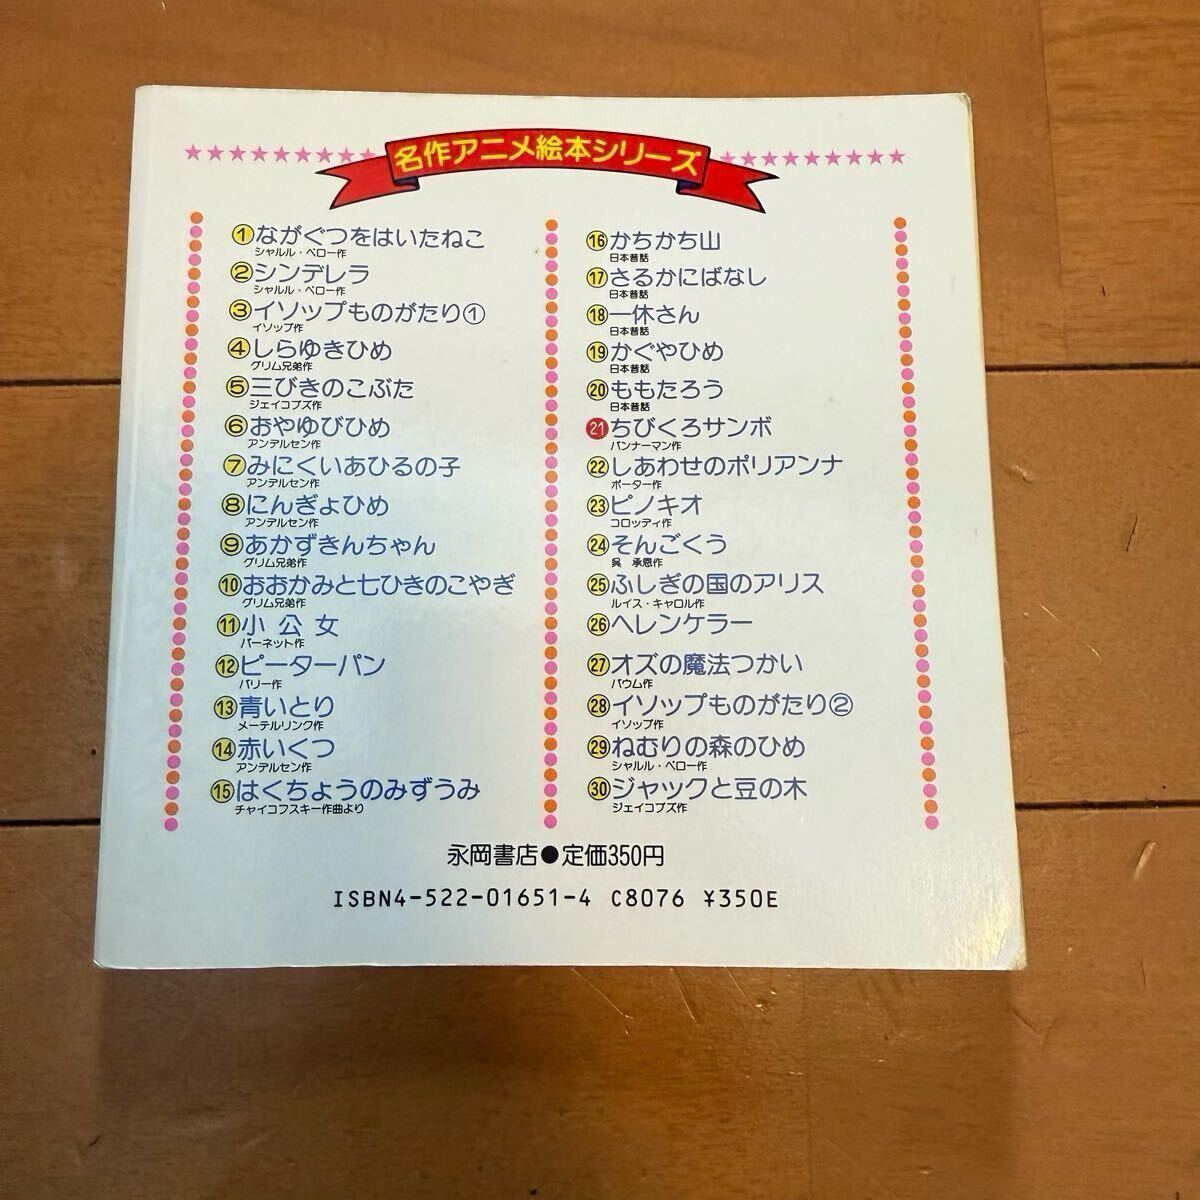 名作アニメ絵本シリーズ
①ながぐつをはいたねこ
シャルル・ペロー作
②シンデレラ
シャルル・ペロー作
③イソップものがたり①
イソップ作
④しらゆきひめ
グリム兄弟作
⑤三びきのこぶた
ジェイコブズ作
⑥おやゆびひめ
アンデルセン作
⑦みにくいあひるの子
アンデルセン作
⑧にんぎょひめ
アンデルセン作
⑨あかずきんちゃん
グリム兄弟作
⑩おおかみと七ひきのこやぎ
グリム兄弟作
⑪小公女
バーネット作
⑫ピーターパン
バリー作
⑬青いとり
メーテルリンク作
⑭赤いくつ
アンデルセン作
⑮はくちょうのみずうみ
チャイコフスキー作曲より
⑯かちかち山
日本昔話
⑰さるかにばなし
日本昔話
⑱一休さん
日本昔話
⑲かぐやひめ
日本昔話
⑳ももたろう
日本昔話
㉑ちびくろサンボ
バンナーマン作
㉒しあわせのポリアンナ
ポーター作
㉓ピノキオ
コロッディ作
㉔そんごくう
呉 承恩作
㉕ふしぎの国のアリス
ルイス・キャロル作
㉖ヘレンケラー
㉗オズの魔法つかい
バウム作
㉘イソップものがたり②
イソップ作
㉙ねむりの森のひめ
シャルル・ペロー作
㉚ジャックと豆の木
ジェイコブズ作
永岡書店●定価350円
ISBN4-522-01651-4 C8076 ¥350E